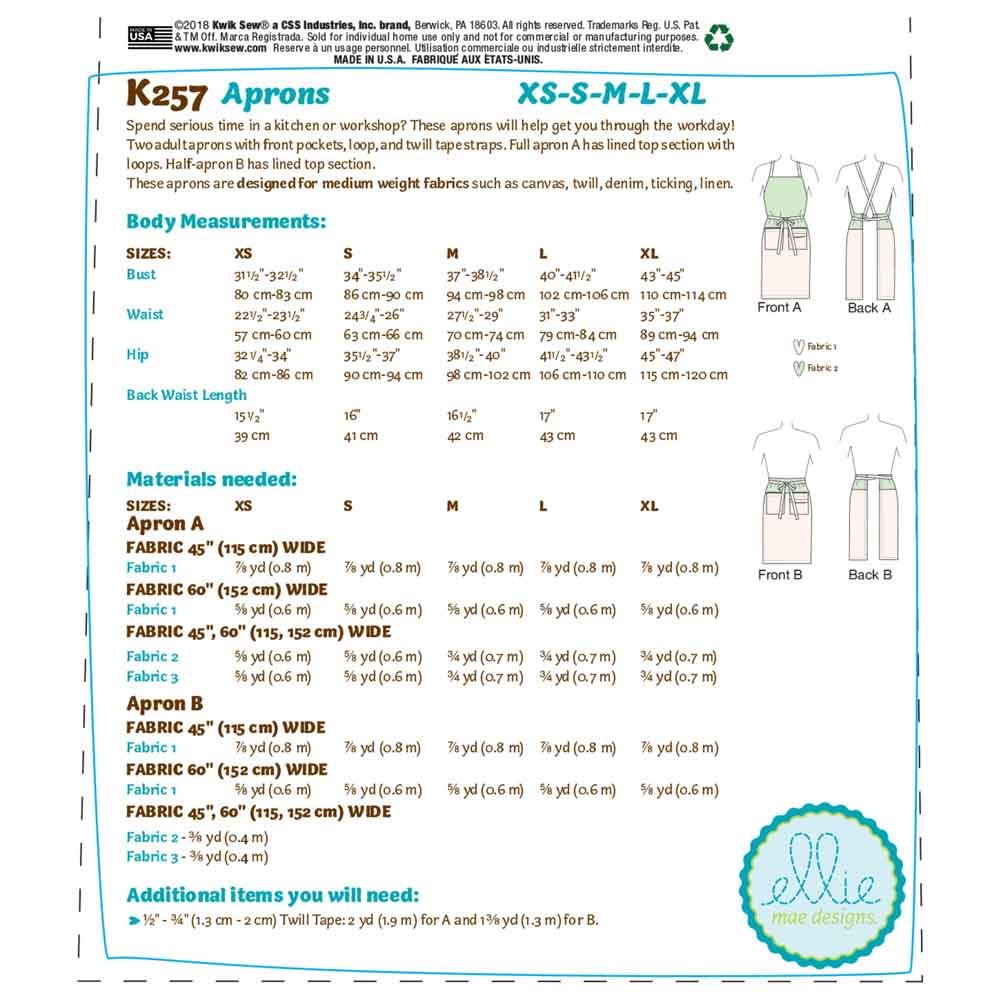 MADE IN USA
©2018 Kwik Sew® a CSS Industries, Inc. brand, Berwick, PA 18603. All rights reserved. Trademarks Reg. U.S. Pat.
& TM Off. Marca Registrada. Sold for individual home use only and not for commercial or manufacturing purposes.
www.kwiksew.com Reserve à un usage personnel. Utilisation commerciale ou industrielle strictement interdite.
MADE IN U.S.A. FABRIQUÉ AUX ÉTATS-UNIS.
K257 Aprons XS-S-M-L-XL
Spend serious time in a kitchen or workshop? These aprons will help get you through the workday!
Two adult aprons with front pockets, loop, and twill tape straps. Full apron A has lined top section with
loops. Half-apron B has lined top section.
These aprons are designed for medium weight fabrics such as canvas, twill, denim, ticking, linen.
Body Measurements:
SIZES: XS S M L XL
Bust 31½"-32½" 34"-35½" 37"-38½" 40"-41½" 43"-45"
80 cm-83 cm 86 cm-90 cm 94 cm-98 cm 102 cm-106 cm 110 cm-114 cm
Waist 22½"-23½" 24¾"-26" 27½"-29" 31"-33" 35"-37"
57 cm-60 cm 63 cm-66 cm 70 cm-74 cm 79 cm-84 cm 89 cm-94 cm
Hip 32¼"-34" 35½"-37" 38½"-40" 41½"-43½" 45"-47"
82 cm-86 cm 90 cm-94 cm 98 cm-102 cm 106 cm-110 cm 115 cm-120 cm
Back Waist Length
15½" 16" 16½" 17" 17"
39 cm 41 cm 42 cm 43 cm 43 cm
Front A Back A
Fabric 1
Fabric 2
Front B Back B
Materials needed:
SIZES: XS S M L XL
Apron A
FABRIC 45" (115 cm) WIDE
Fabric 1 ⅞ yd (0.8 m) ⅞ yd (0.8 m) ⅞ yd (0.8 m) ⅞ yd (0.8 m) ⅞ yd (0.8 m)
FABRIC 60" (152 cm) WIDE
Fabric 1 ⅝ yd (0.6 m) ⅝ yd (0.6 m) ⅝ yd (0.6 m) ⅝ yd (0.6 m) ⅝ yd (0.6 m)
FABRIC 45", 60" (115, 152 cm) WIDE
Fabric 2 ⅝ yd (0.6 m) ⅝ yd (0.6 m) ¾ yd (0.7 m) ¾ yd (0.7 m) ¾ yd (0.7 m)
Fabric 3 ⅝ yd (0.6 m) ⅝ yd (0.6 m) ¾ yd (0.7 m) ¾ yd (0.7 m) ¾ yd (0.7 m)
Apron B
FABRIC 45" (115 cm) WIDE
Fabric 1 ⅞ yd (0.8 m) ⅞ yd (0.8 m) ⅞ yd (0.8 m) ⅞ yd (0.8 m) ⅞ yd (0.8 m)
FABRIC 60" (152 cm) WIDE
Fabric 1 ⅝ yd (0.6 m) ⅝ yd (0.6 m) ⅝ yd (0.6 m) ⅝ yd (0.6 m) ⅝ yd (0.6 m)
FABRIC 45", 60" (115, 152 cm) WIDE
Fabric 2 - ⅜ yd (0.4 m)
Fabric 3 - ⅜ yd (0.4 m)
Additional items you will need:
½" - ¾" (1.3 cm - 2 cm) Twill Tape: 2 yd (1.9 m) for A and 1⅜ yd (1.3 m) for B.
ellie
mae designs.